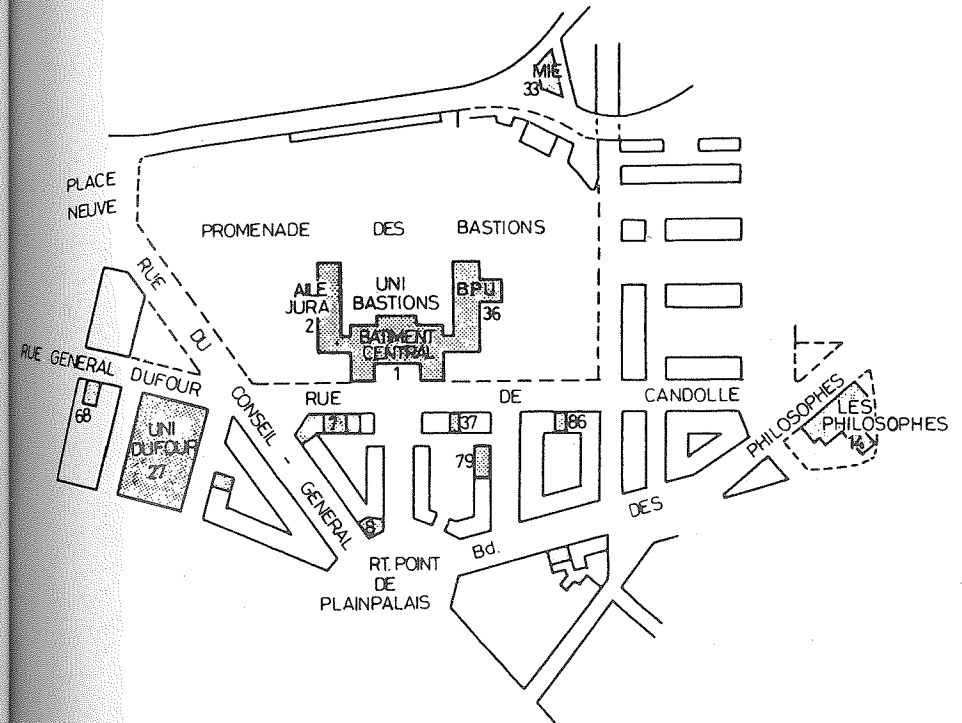 MIE
33
PLACE
NEUVE
PROMENADE DES BASTIONS
RUE DU CONSEIL - GENERAL
AILE
JURA
2
UNI
BASTIONS
BPU
36
BATIMENT
CENTRAL
1
RUE GENERAL DUFOUR
RUE DE CANDOLLE
68
UNI
DUFOUR
27
7
37
86
79
8
LES
PHILOSOPHES
Bd. DES PHILOSOPHES
RT. POINT
DE
PLAINPALAIS